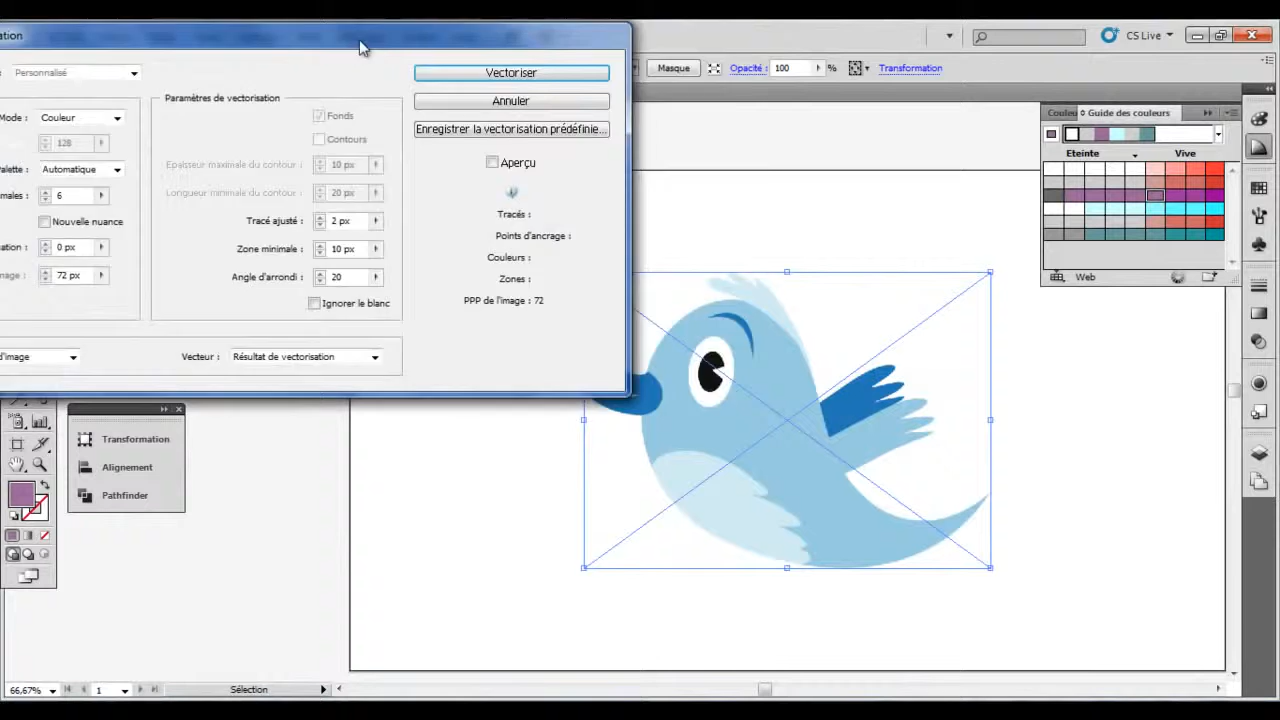 ation
CS Live
Masque
Opacité :
100
%
Transformation
: Personnalisé
Mode : Couleur
128
alette : Automatique
males : 6
Nouvelle nuance
ation : 0 px
mage : 72 px
Paramètres de vectorisation
Fonds
Contours
Epaisseur maximale du contour : 10 px
Longueur minimale du contour : 20 px
Tracé ajusté : 2 px
Zone minimale : 10 px
Angle d'arrondi : 20
Ignorer le blanc
Vectoriser
Annuler
Enregistrer la vectorisation prédéfinie...
Aperçu
Tracés :
Points d'ancrage :
Couleurs :
Zones :
PPP de l'image : 72
d'image
Vecteur : Résultat de vectorisation
Couleu
Guide des couleurs
Eteinte
Vive
Web
Transformation
Alignement
Pathfinder
66,67%
1
Sélection